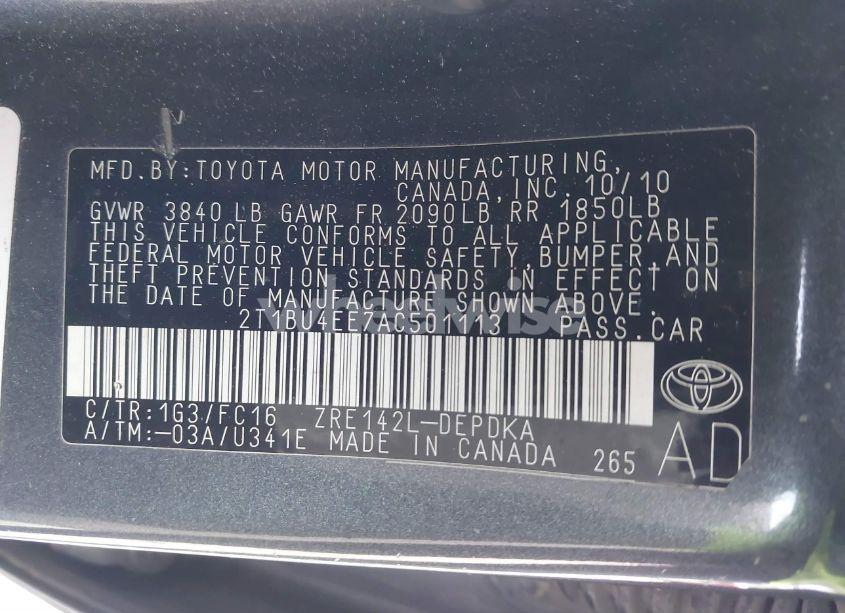 MFD.BY:TOYOTA MOTOR MANUFACTURING,
CANADA,INC. 10/10
GVWR 3840 LB GAWR FR 2090LB RR 1850LB
THIS VEHICLE CONFORMS TO ALL APPLICABLE
FEDERAL MOTOR VEHICLE SAFETY, BUMPER, AND
THEFT PREVENTION STANDARDS IN EFFECT ON
THE DATE OF MANUFACTURE SHOWN ABOVE.
wheelwise
PASS.CAR
C/TR:1G3/FC16 ZRE142L-DEPDKA
A/TM:-03A/U341E MADE IN CANADA 265
AD